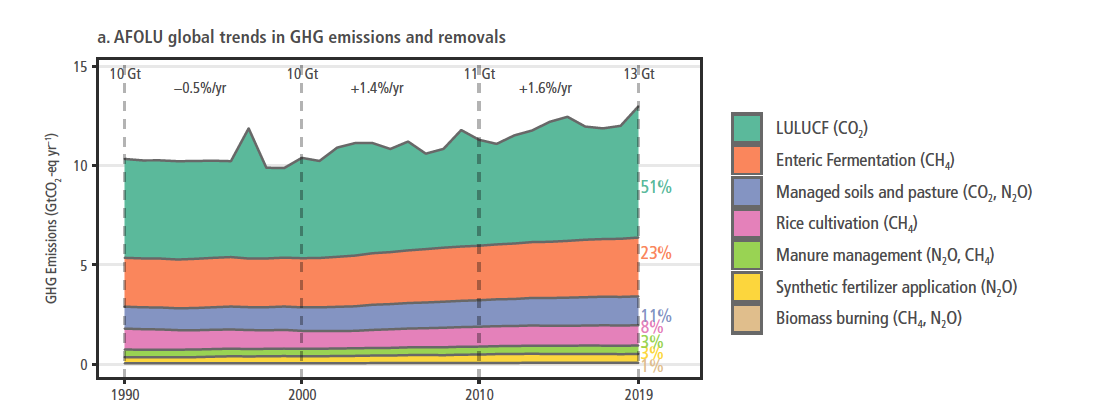 a. AFOLU global trends in GHG emissions and removals
15
10 Gt
10 Gt
11 Gt
13 Gt
–0.5%/yr
+1.4%/yr
+1.6%/yr
10
5
0
GHG Emissions (GtCO₂-eq yr⁻¹)
51%
23%
11%
8%
3%
3%
1%
1990
2000
2010
2019
LULUCF (CO₂)
Enteric Fermentation (CH₄)
Managed soils and pasture (CO₂, N₂O)
Rice cultivation (CH₄)
Manure management (N₂O, CH₄)
Synthetic fertilizer application (N₂O)
Biomass burning (CH₄, N₂O)